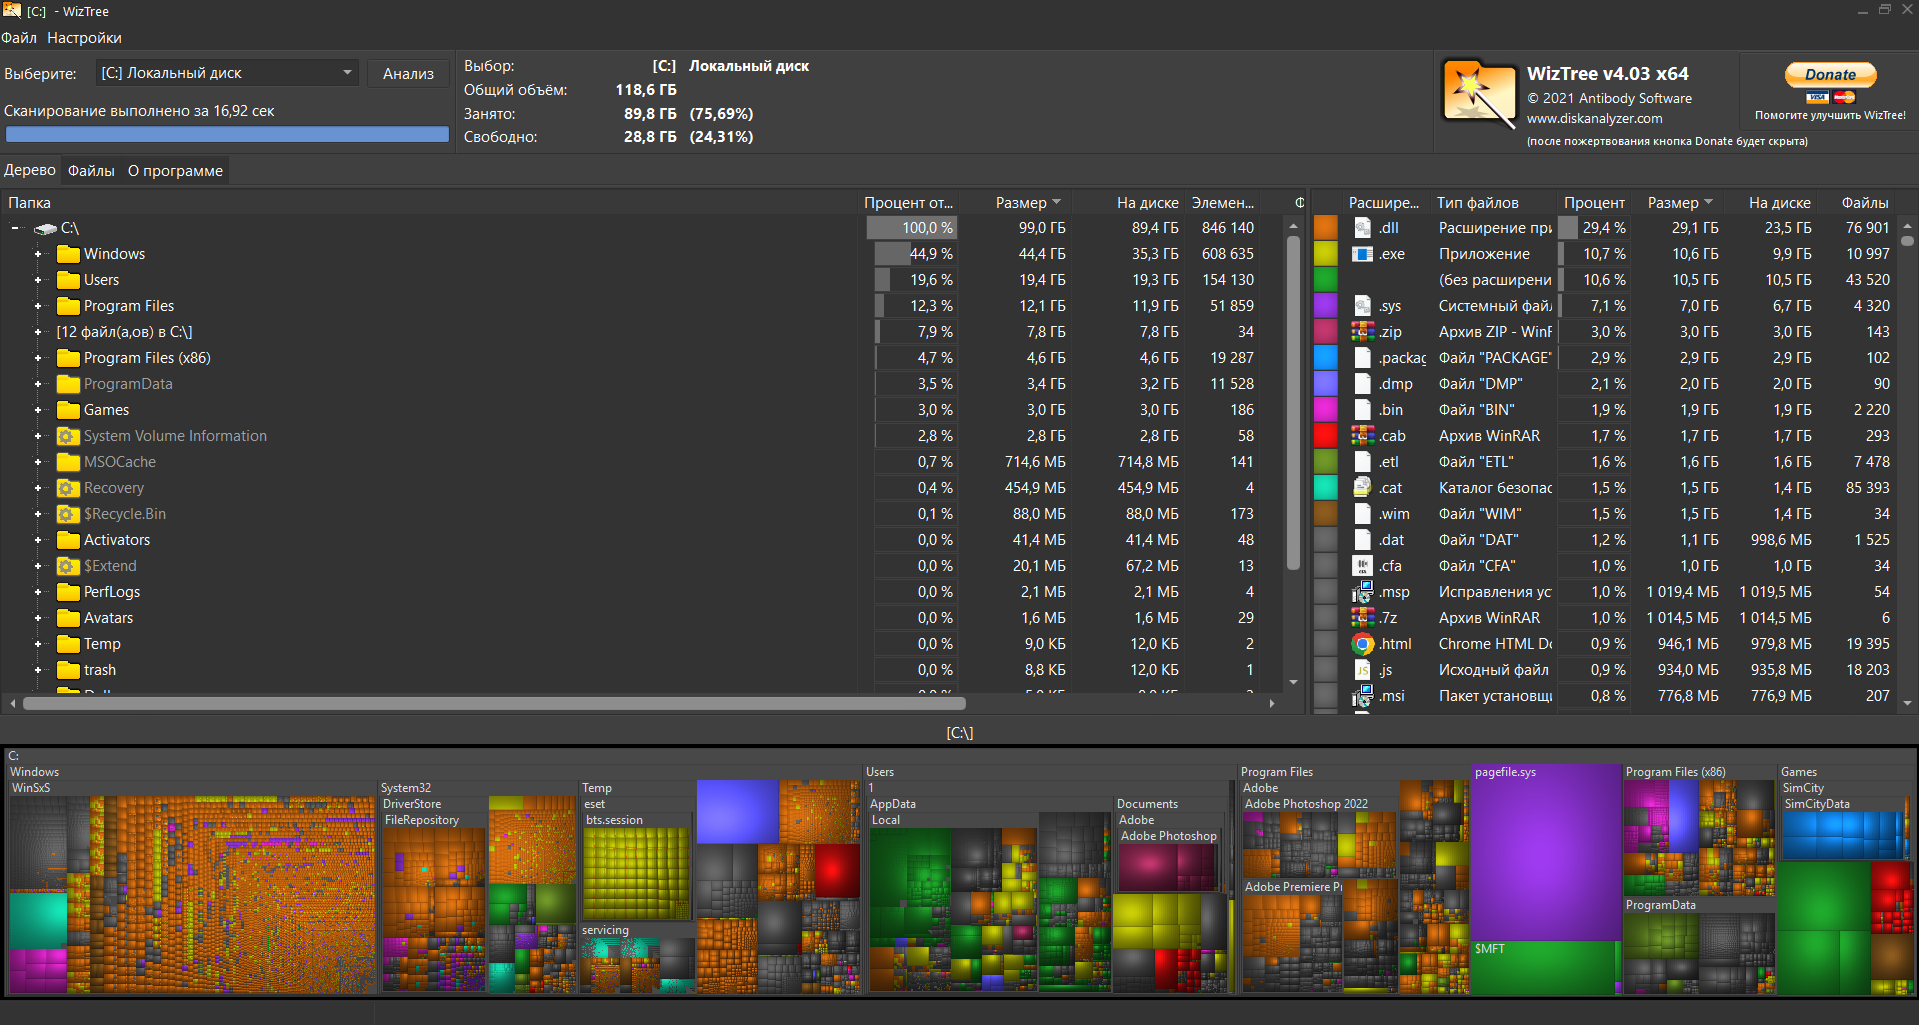 [C:] - WizTree
Файл Настройки
Выберите: [C:] Локальный диск Анализ
Сканирование выполнено за 16,92 сек
Выбор: [C:] Локальный диск
Общий объём: 118,6 ГБ
Занято: 89,8 ГБ (75,69%)
Свободно: 28,8 ГБ (24,31%)
WizTree v4.03 x64
© 2021 Antibody Software
www.diskanalyzer.com
(после пожертвования кнопка Donate будет скрыта)
Donate
VISA
Помогите улучшить WizTree!
Дерево Файлы О программе
Папка Процент от... Размер На диске Элемен... Ф
C:\ 100,0 % 99,0 ГБ 89,4 ГБ 846 140
Windows 44,9 % 44,4 ГБ 35,3 ГБ 608 635
Users 19,6 % 19,4 ГБ 19,3 ГБ 154 130
Program Files 12,3 % 12,1 ГБ 11,9 ГБ 51 859
[12 файл(а,ов) в C:\] 7,9 % 7,8 ГБ 7,8 ГБ 34
Program Files (x86) 4,7 % 4,6 ГБ 4,6 ГБ 19 287
ProgramData 3,5 % 3,4 ГБ 3,2 ГБ 11 528
Games 3,0 % 3,0 ГБ 3,0 ГБ 186
System Volume Information 2,8 % 2,8 ГБ 2,8 ГБ 58
MSOCache 0,7 % 714,6 МБ 714,8 МБ 141
Recovery 0,4 % 454,9 МБ 454,9 МБ 4
$Recycle.Bin 0,1 % 88,0 МБ 88,0 МБ 173
Activators 0,0 % 41,4 МБ 41,4 МБ 48
$Extend 0,0 % 20,1 МБ 67,2 МБ 13
PerfLogs 0,0 % 2,1 МБ 2,1 МБ 4
Avatars 0,0 % 1,6 МБ 1,6 МБ 29
Temp 0,0 % 9,0 КБ 12,0 КБ 2
trash 0,0 % 8,8 КБ 12,0 КБ 1
Расшире... Тип файлов Процент Размер На диске Файлы
.dll Расширение при 29,4 % 29,1 ГБ 23,5 ГБ 76 901
.exe Приложение 10,7 % 10,6 ГБ 9,9 ГБ 10 997
(без расширени 10,6 % 10,5 ГБ 10,5 ГБ 43 520
.sys Системный файл 7,1 % 7,0 ГБ 6,7 ГБ 4 320
.zip Архив ZIP - WinR 3,0 % 3,0 ГБ 3,0 ГБ 143
.packag Файл "PACKAGE" 2,9 % 2,9 ГБ 2,9 ГБ 102
.dmp Файл "DMP" 2,1 % 2,0 ГБ 2,0 ГБ 90
.bin Файл "BIN" 1,9 % 1,9 ГБ 1,9 ГБ 2 220
.cab Архив WinRAR 1,7 % 1,7 ГБ 1,7 ГБ 293
.etl Файл "ETL" 1,6 % 1,6 ГБ 1,6 ГБ 7 478
.cat Каталог безопас 1,5 % 1,5 ГБ 1,4 ГБ 85 393
.wim Файл "WIM" 1,5 % 1,5 ГБ 1,4 ГБ 34
.dat Файл "DAT" 1,2 % 1,1 ГБ 998,6 МБ 1 525
.cfa Файл "CFA" 1,0 % 1,0 ГБ 1,0 ГБ 34
.msp Исправления ус 1,0 % 1 019,4 МБ 1 019,5 МБ 54
.7z Архив WinRAR 1,0 % 1 014,5 МБ 1 014,5 МБ 6
.html Chrome HTML Do 0,9 % 946,1 МБ 979,8 МБ 19 395
.js Исходный файл 0,9 % 934,0 МБ 935,8 МБ 18 203
.msi Пакет установщи 0,8 % 776,8 МБ 776,9 МБ 207
[C:\]
C:
Windows
WinSxS
System32
DriverStore
FileRepository
Temp
eset
bts.session
servicing
Users
1
AppData
Local
Documents
Adobe
Adobe Photoshop
Program Files
Adobe
Adobe Photoshop 2022
Adobe Premiere Pr
pagefile.sys
$MFT
Program Files (x86)
ProgramData
Games
SimCity
SimCityData